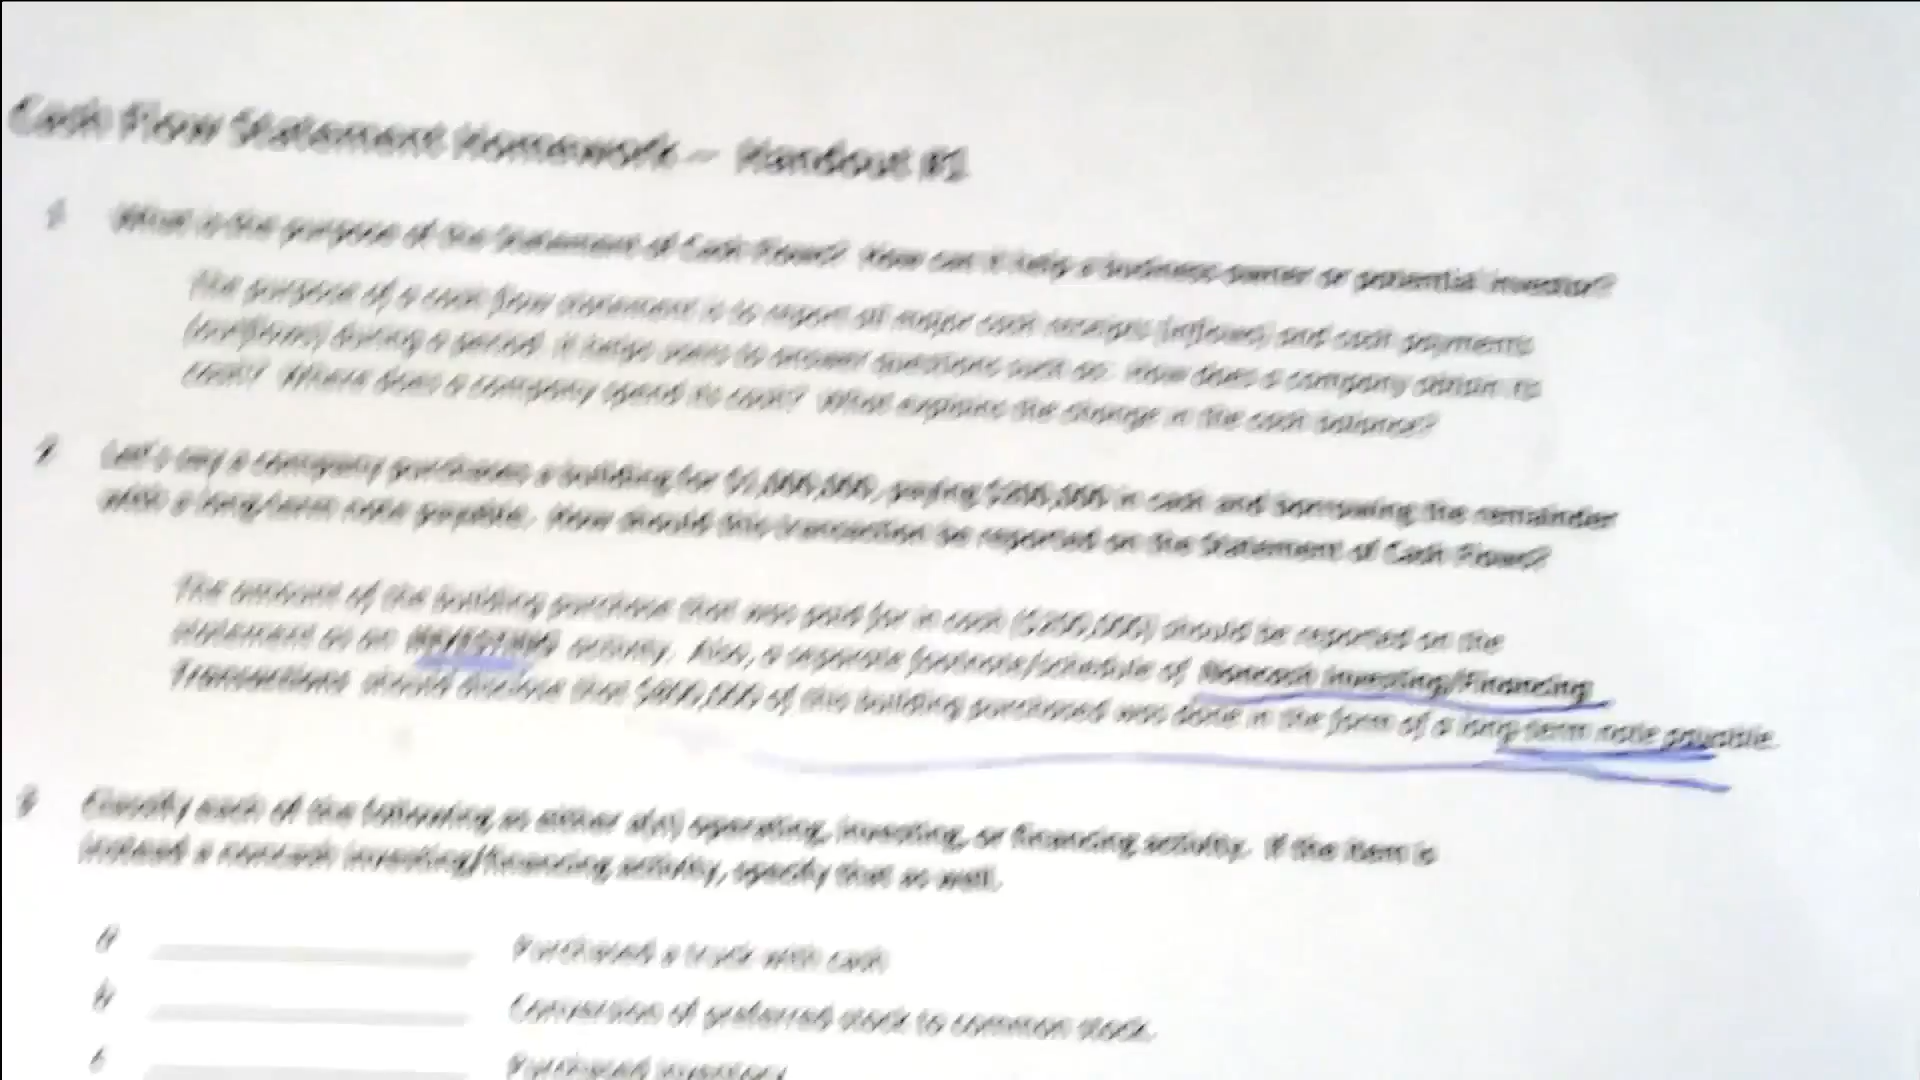 Cash Flow Statement Homework – Handout #1
1 What is the purpose of the Statement of Cash Flows? How can it help a business owner or potential investor?
The purpose of a cash flow statement is to report all major cash receipts (inflows) and cash payments
(outflows) during a period. It helps users to answer questions such as: How does a company obtain its
cash? Where does a company spend its cash? What explains the change in the cash balance?
2 Let's say a company purchases a building for $1,000,000, paying $200,000 in cash and borrowing the remainder
with a long-term note payable. How should this transaction be reported on the Statement of Cash Flows?
The amount of the building purchase that was paid for in cash ($200,000) should be reported on the
statement as an INVESTING activity. Also, a separate footnote/schedule of Noncash Investing/Financing
Transactions should disclose that $800,000 of this building purchased was done in the form of a long-term note payable.
3 Classify each of the following as either a(n) operating, investing, or financing activity. If the item is
instead a noncash investing/financing activity, specify that as well.
Purchased a truck with cash
Conversion of preferred stock to common stock.
Purchased inventory